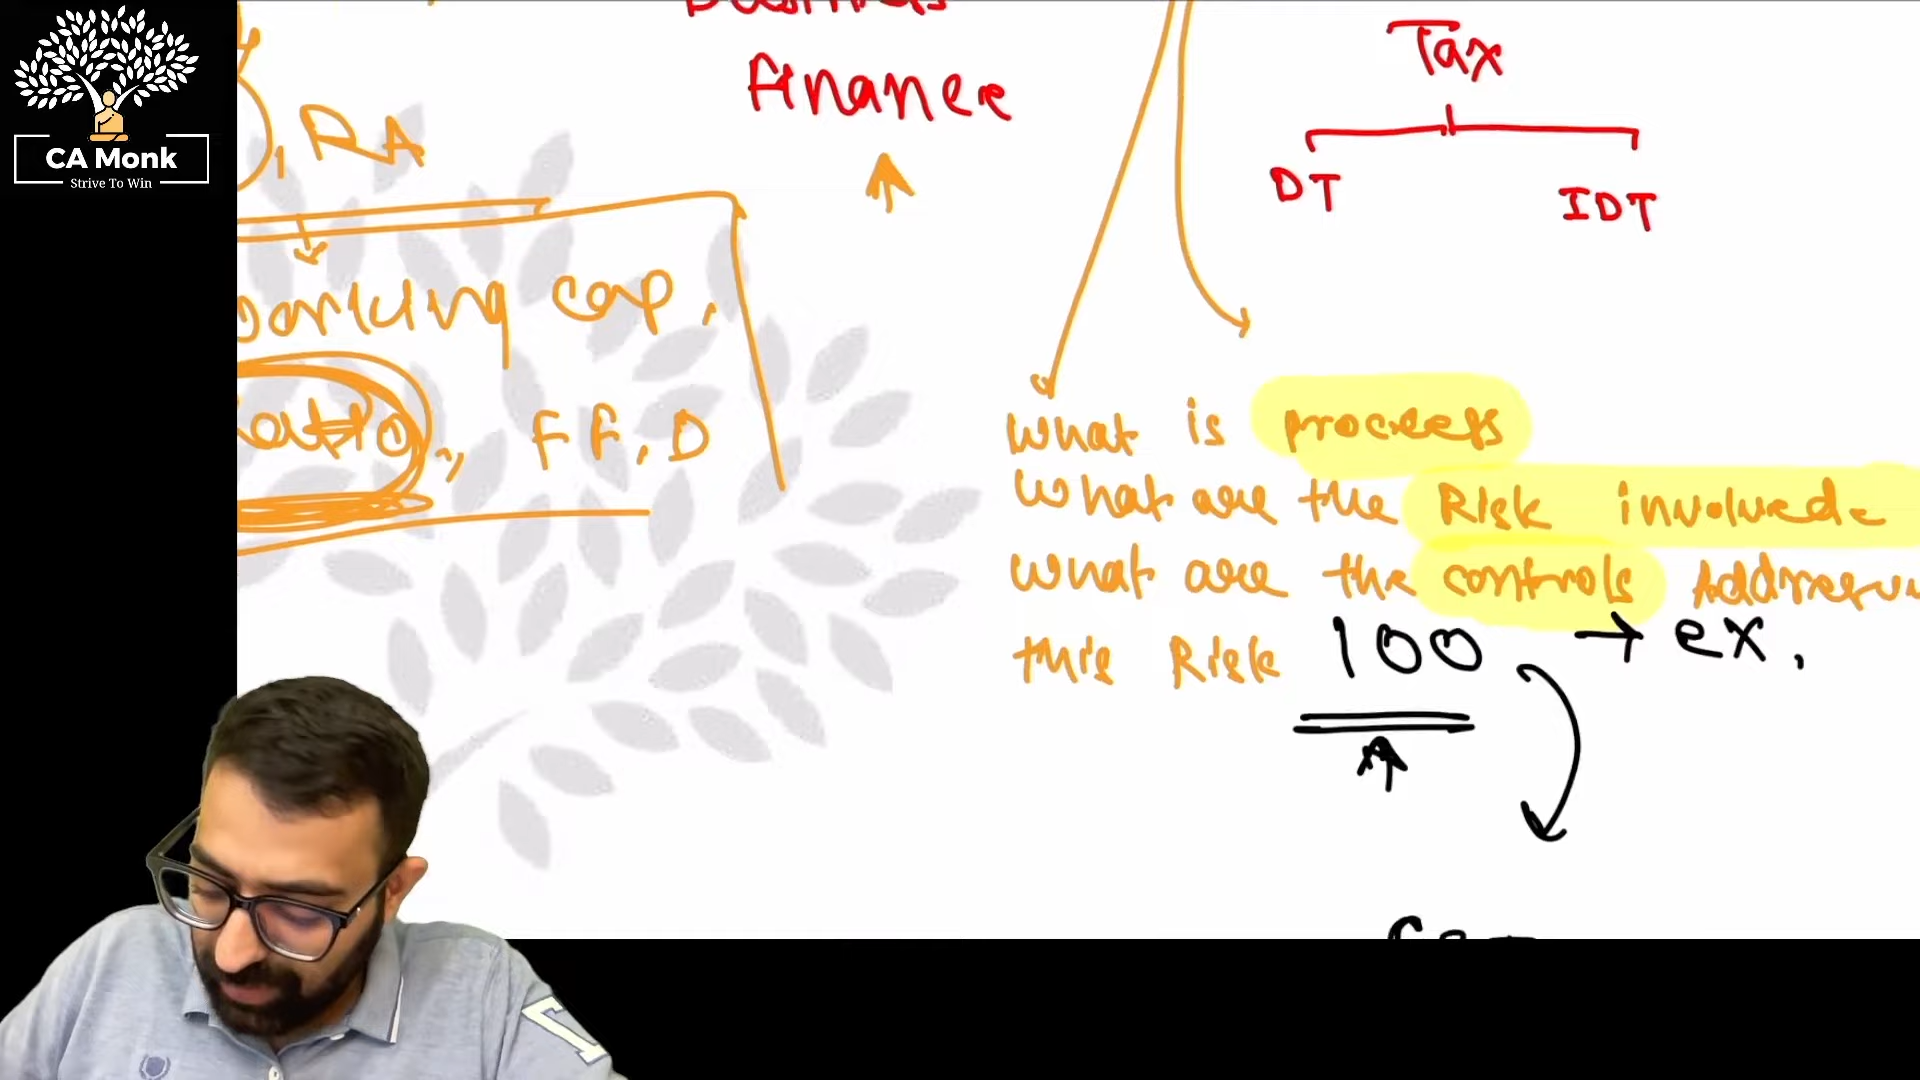 CA Monk
Strive To Win
Finance
, RA
cap,
FF, D
Tax
DT
IDT
What is process
What are the Risk involved
What are the controls
this Risk 100 → ex.